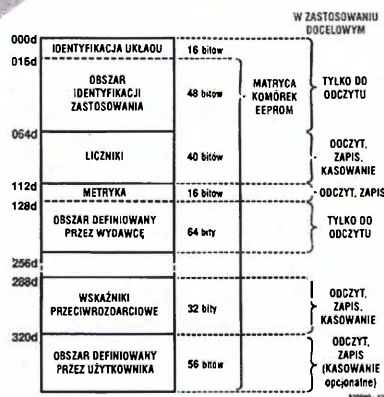 W ZASTOSOWANIU
DOCELOWYM
000d
IDENTYFIKACJA UKŁADU
16 bitów
016d
OBSZAR
IDENTYFIKACJI
ZASTOSOWANIA
48 bitów
MATRYCA
KOMÓREK
EEPROM
TYLKO DO
ODCZYTU
064d
LICZNIKI
40 bitów
ODCZYT,
ZAPIS,
KASOWANIE
112d
METRYKA
16 bitów
ODCZYT, ZAPIS
128d
OBSZAR DEFINIOWANY
PRZEZ WYDAWCĘ
64 bity
TYLKO DO
ODCZYTU
256d
288d
WSKAŹNIKI
PRZECIWROZDARCIOWE
32 bity
ODCZYT,
ZAPIS,
KASOWANIE
320d
OBSZAR DEFINIOWANY
PRZEZ UŻYTKOWNIKA
56 bitów
ODCZYT,
ZAPIS
(KASOWANIE
opcjonalne)